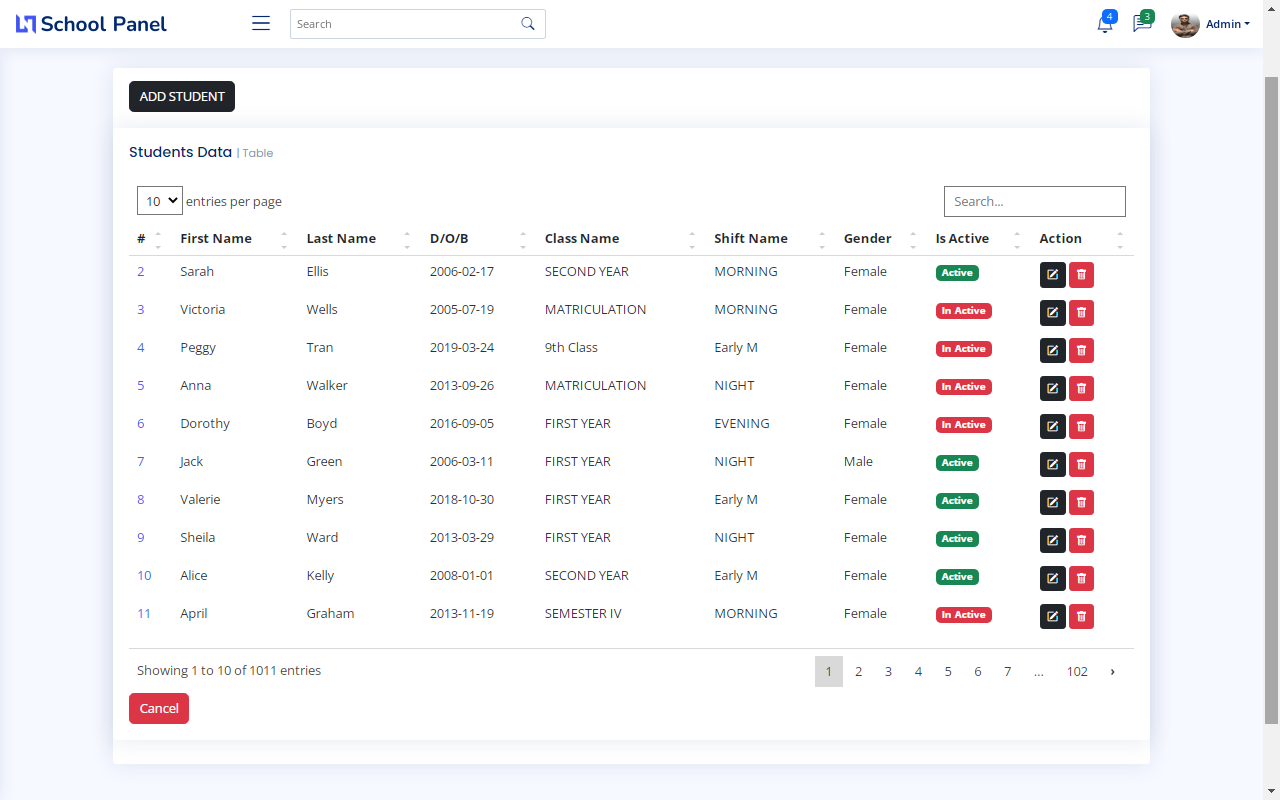 School Panel
Search
4
3
Admin
ADD STUDENT
Students Data | Table
10 entries per page
Search...
# First Name Last Name D/O/B Class Name Shift Name Gender Is Active Action
2 Sarah Ellis 2006-02-17 SECOND YEAR MORNING Female Active
3 Victoria Wells 2005-07-19 MATRICULATION MORNING Female In Active
4 Peggy Tran 2019-03-24 9th Class Early M Female In Active
5 Anna Walker 2013-09-26 MATRICULATION NIGHT Female In Active
6 Dorothy Boyd 2016-09-05 FIRST YEAR EVENING Female In Active
7 Jack Green 2006-03-11 FIRST YEAR NIGHT Male Active
8 Valerie Myers 2018-10-30 FIRST YEAR Early M Female Active
9 Sheila Ward 2013-03-29 FIRST YEAR NIGHT Female Active
10 Alice Kelly 2008-01-01 SECOND YEAR Early M Female Active
11 April Graham 2013-11-19 SEMESTER IV MORNING Female In Active
Showing 1 to 10 of 1011 entries
1 2 3 4 5 6 7 ... 102 ›
Cancel